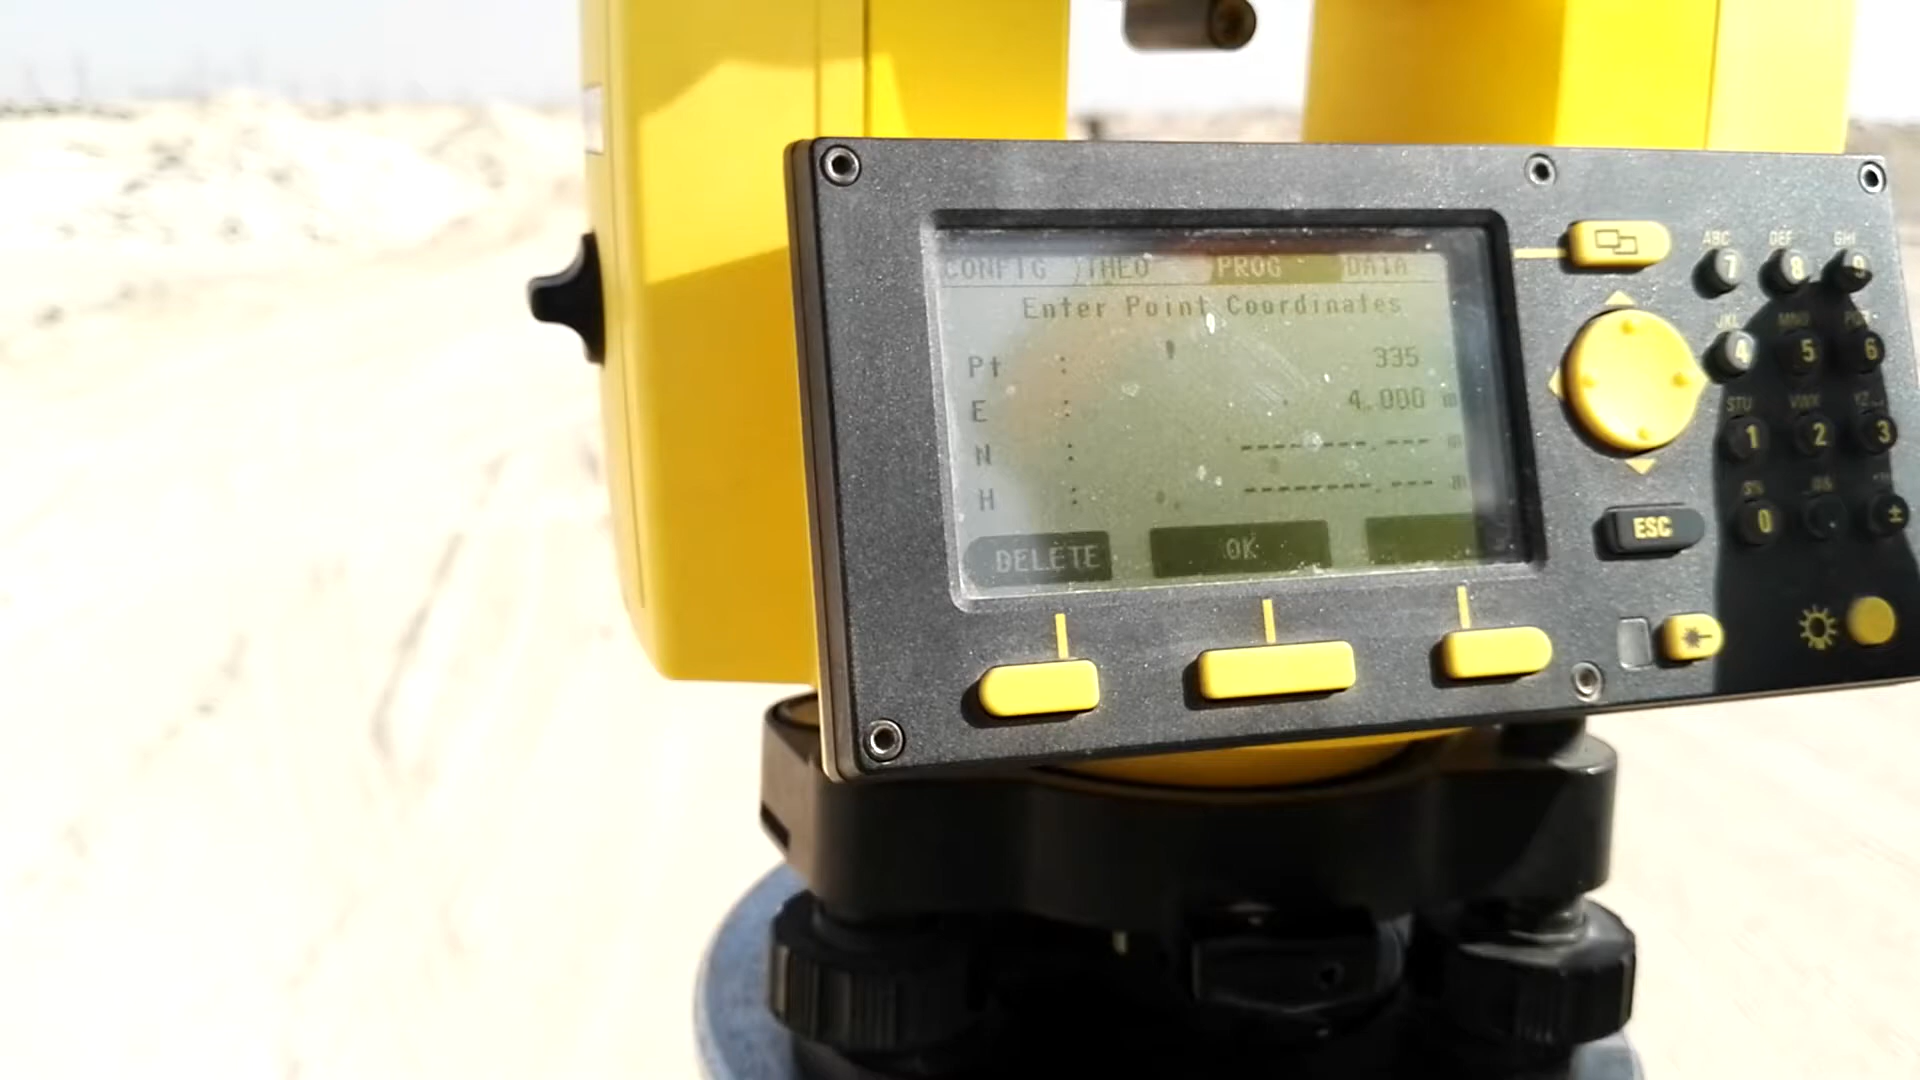 CONFIG THEO PROG DATA
Enter Point Coordinates
Pt : 335
E : 4.000 m
N : --------.--- m
H : --------.--- m
DELETE OK
ABC DEF GHI
7 8 9
JKL MNO PQR
4 5 6
STU VWX YZ
1 2 3
0 ±
ESC